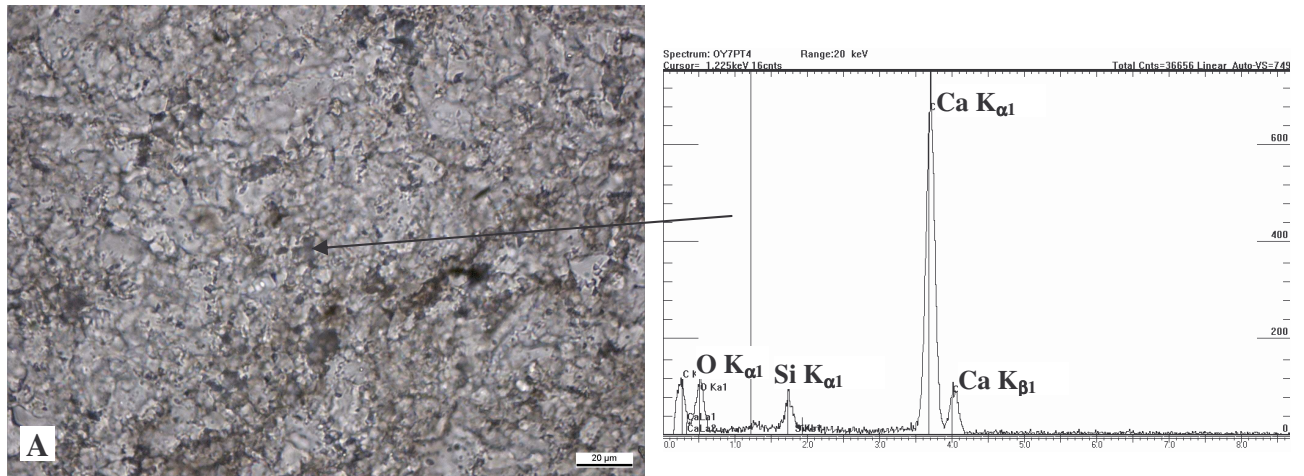 A
20 µm
Spectrum: OY7PT4 Range:20 keV
Cursor= 1.225keV 16cnts Total Cnts=36656 Linear Auto-VS=749
Ca Kα1
600
400
200
O Kα1
Si Kα1
Ca Kβ1
O Ka1
CaLa1
0
0.0 1.0 2.0 3.0 4.0 5.0 6.0 7.0 8.0